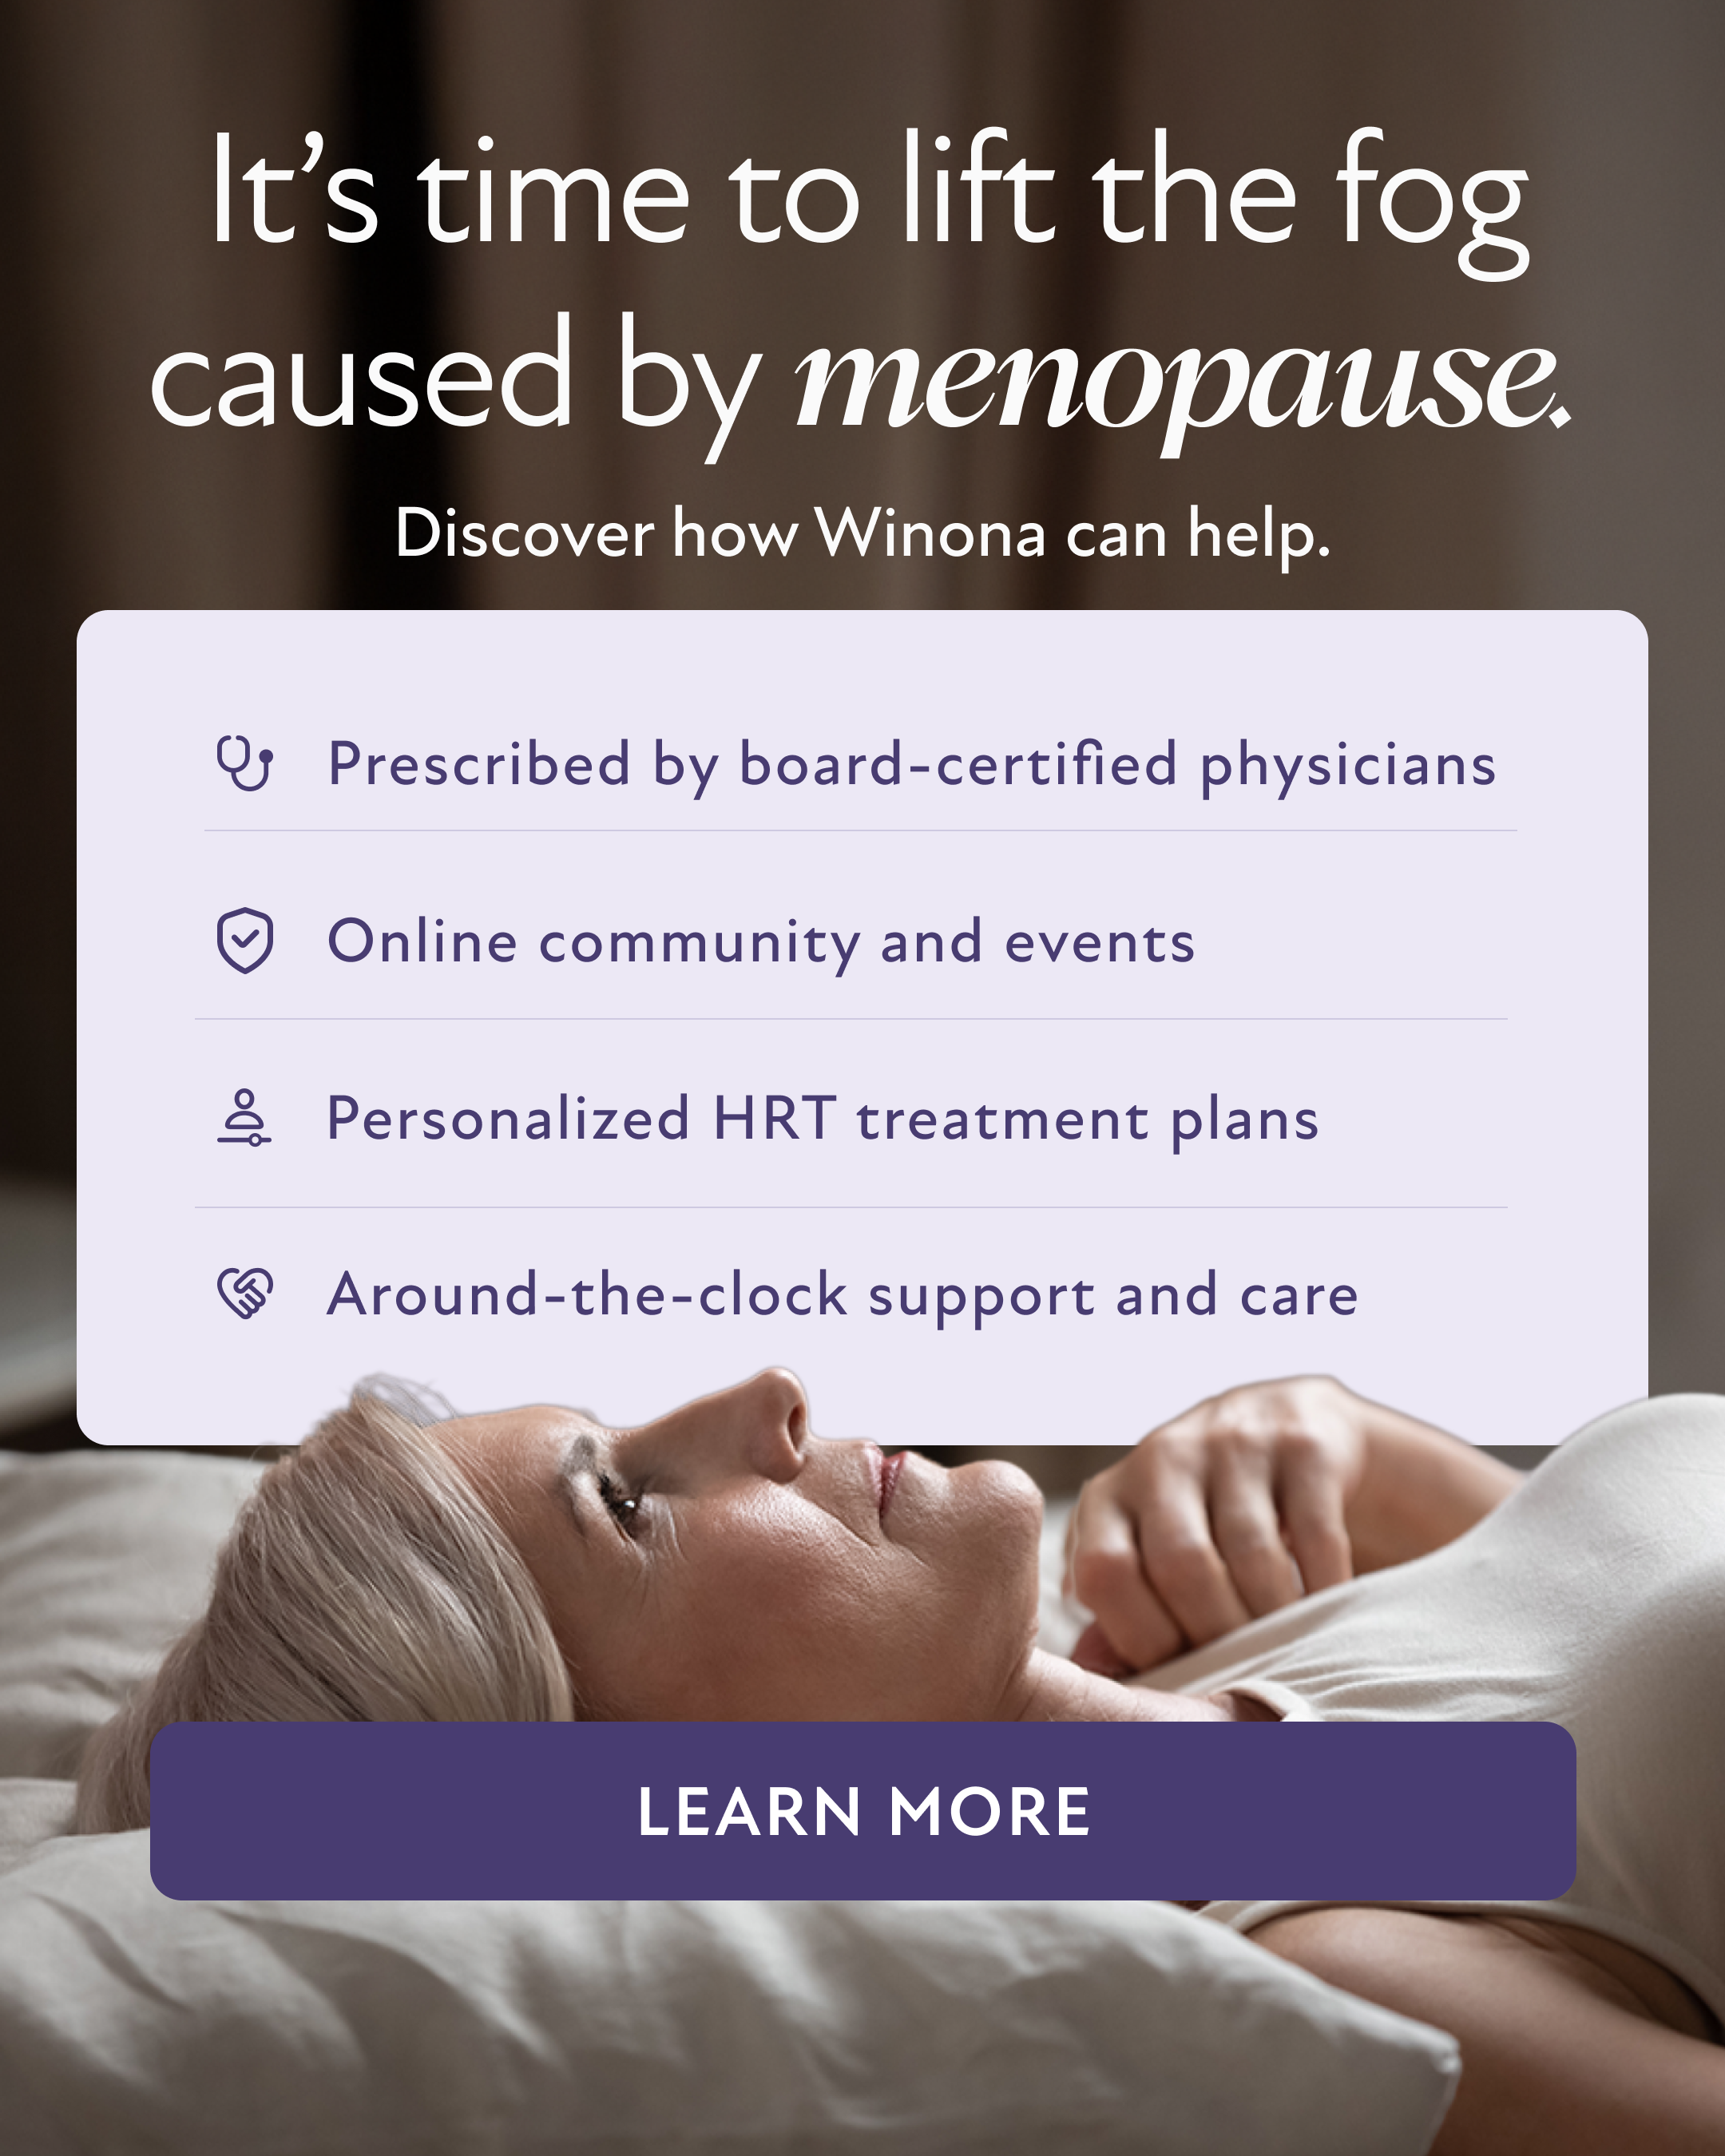 It’s time to lift the fog
caused by menopause.
Discover how Winona can help.
Prescribed by board-certified physicians
Online community and events
Personalized HRT treatment plans
Around-the-clock support and care
LEARN MORE